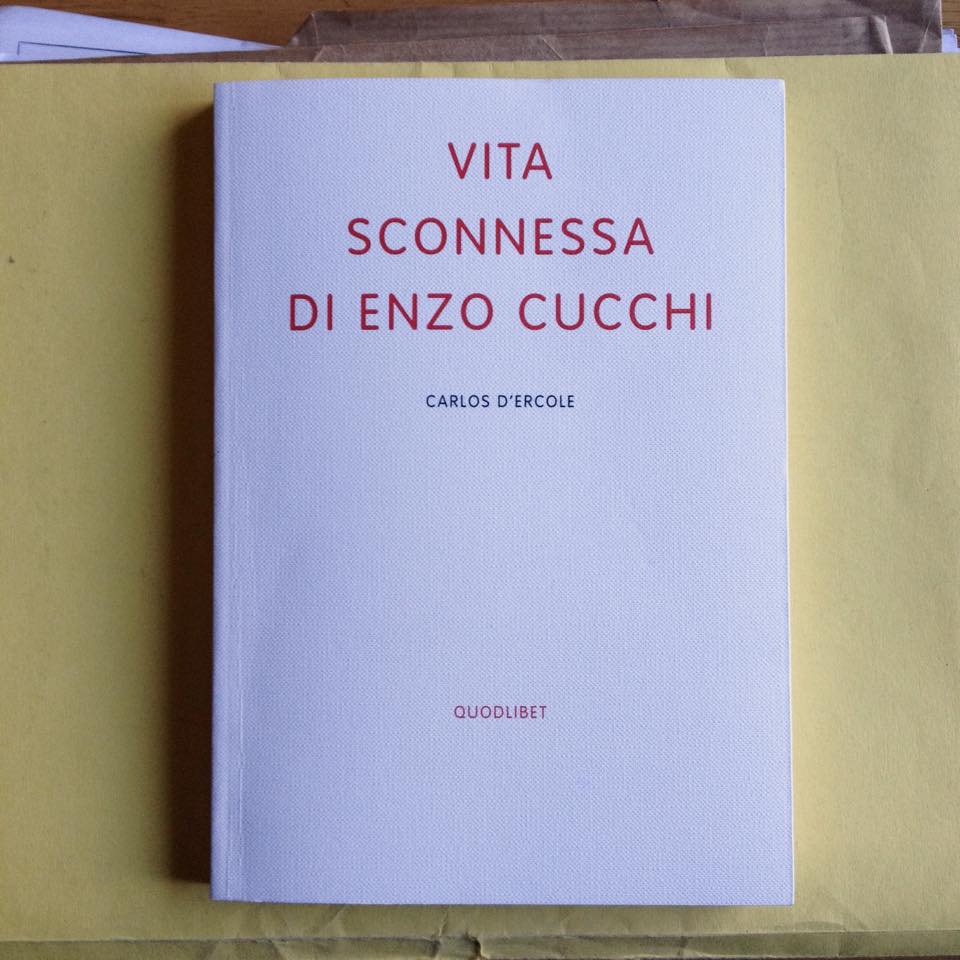 VITA
SCONNESSA
DI ENZO CUCCHI
CARLOS D'ERCOLE
QUODLIBET